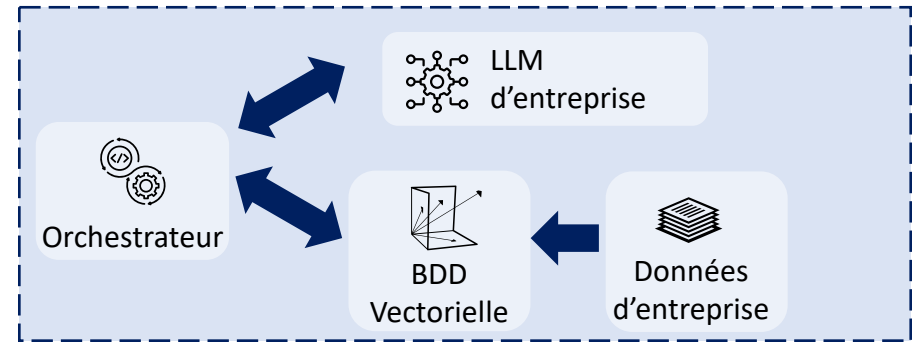 LLM
d'entreprise
Orchestrateur
</>
BDD
Vectorielle
Données
d'entreprise